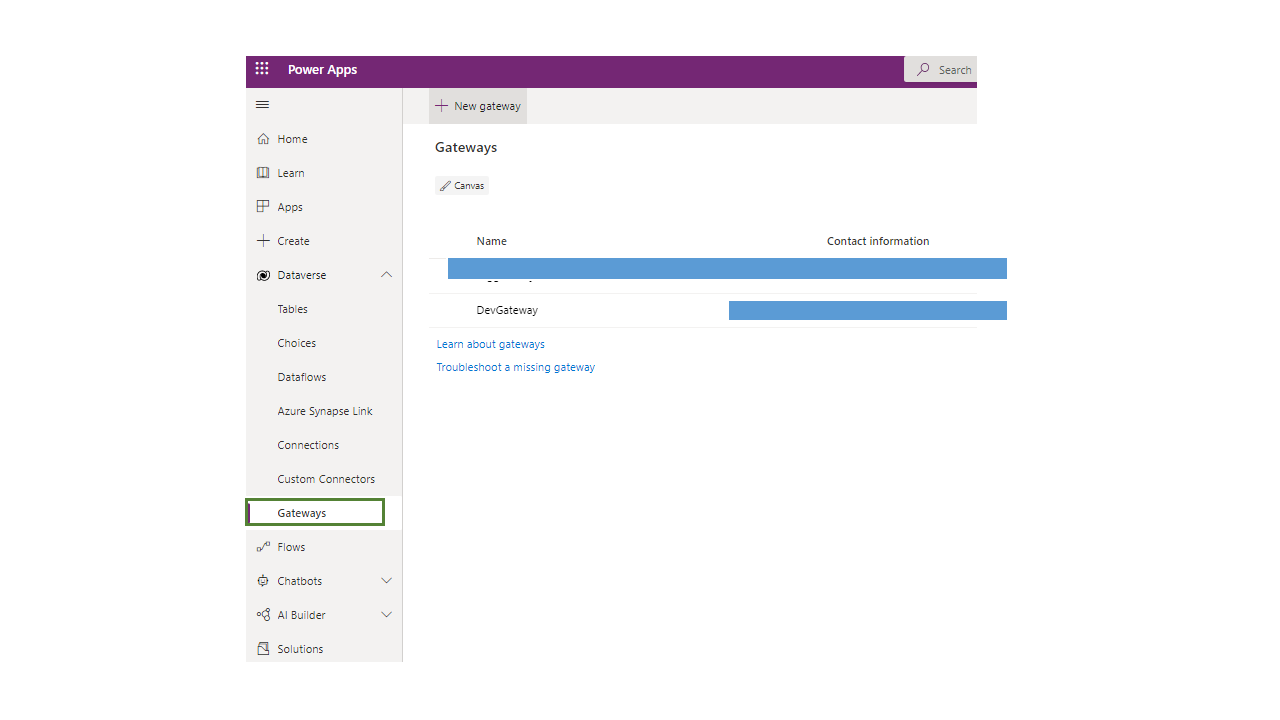 Power Apps
Search
New gateway
Home
Gateways
Learn
Canvas
Apps
Create
Name
Contact information
Dataverse
Tables
DevGateway
Choices
Learn about gateways
Troubleshoot a missing gateway
Dataflows
Azure Synapse Link
Connections
Custom Connectors
Gateways
Flows
Chatbots
AI Builder
Solutions